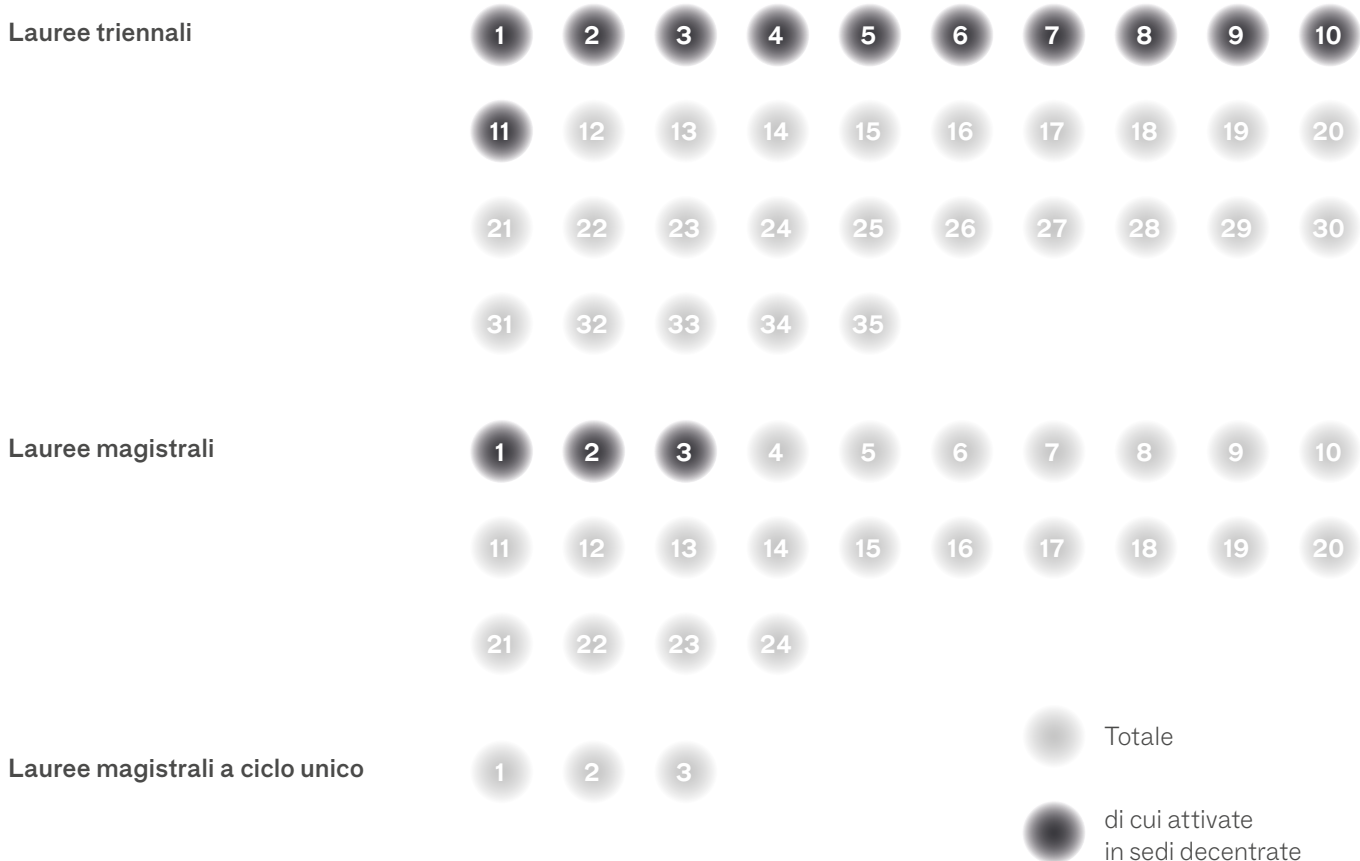 Lauree triennali 1 2 3 4 5 6 7 8 9 10
11 12 13 14 15 16 17 18 19 20
21 22 23 24 25 26 27 28 29 30
31 32 33 34 35
Lauree magistrali 1 2 3 4 5 6 7 8 9 10
11 12 13 14 15 16 17 18 19 20
21 22 23 24
Totale
Lauree magistrali a ciclo unico 1 2 3
di cui attivate
in sedi decentrate